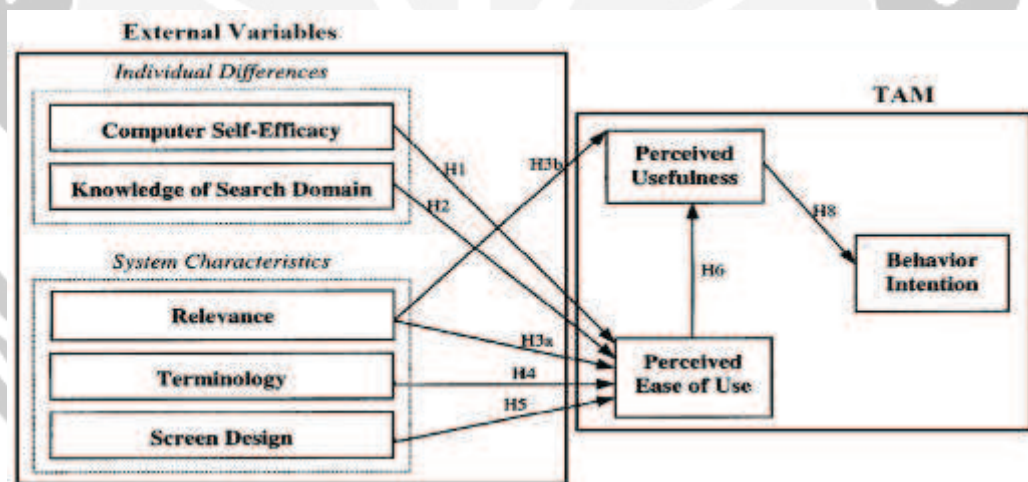 External Variables
Individual Differences
Computer Self-Efficacy
Knowledge of Search Domain
System Characteristics
Relevance
Terminology
Screen Design
H1
H2
H3b
H3a
H4
H5
TAM
Perceived
Usefulness
H8
H6
Behavior
Intention
Perceived
Ease of Use